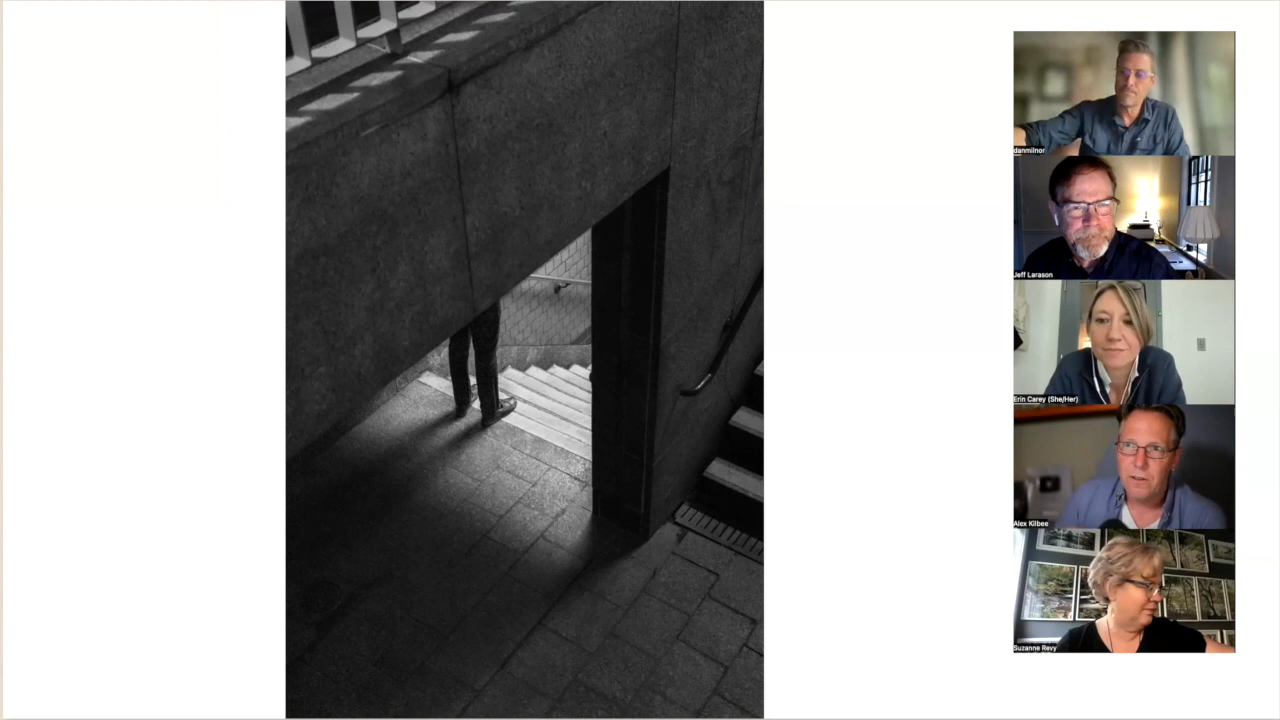 danmilnor
Jeff Larason
Erin Carey (She/Her)
Alex Kilbee
Suzanne Revy